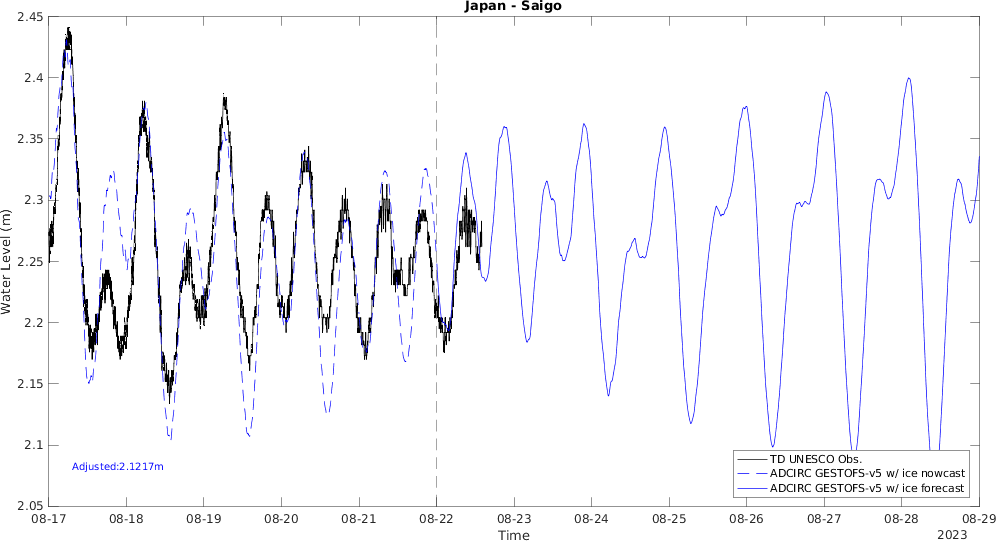 Japan - Saigo
Water Level (m)
2.45
2.4
2.35
2.3
2.25
2.2
2.15
2.1
2.05
Adjusted:2.1217m
TD UNESCO Obs.
ADCIRC GESTOFS-v5 w/ ice nowcast
ADCIRC GESTOFS-v5 w/ ice forecast
08-17 08-18 08-19 08-20 08-21 08-22 08-23 08-24 08-25 08-26 08-27 08-28 08-29
Time
2023